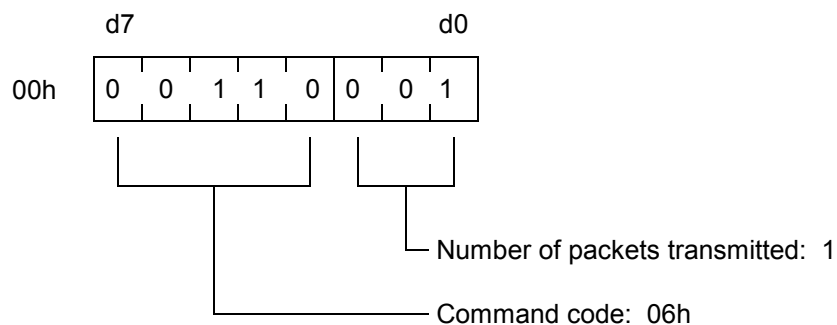 d7 d0
00h 0 0 1 1 0 0 0 1
Number of packets transmitted: 1
Command code: 06h